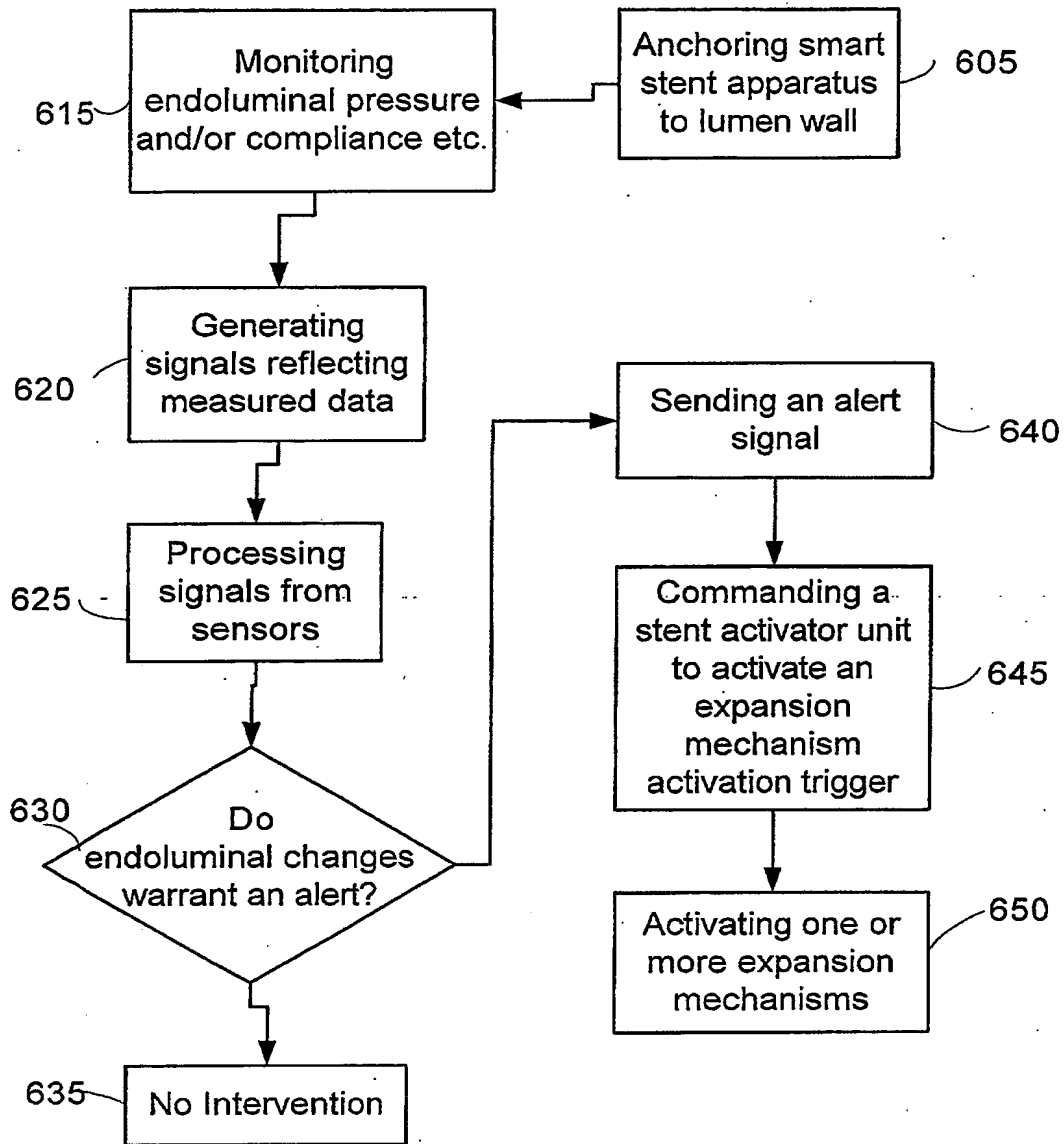 Anchoring smart
stent apparatus
to lumen wall
605
Monitoring
endoluminal pressure
and/or compliance etc.
615
Generating
signals reflecting
measured data
620
Processing
signals from
sensors
625
Do
endoluminal changes
warrant an alert?
630
No Intervention
635
Sending an alert
signal
640
Commanding a
stent activator unit
to activate an
expansion
mechanism
activation trigger
645
Activating one or
more expansion
mechanisms
650